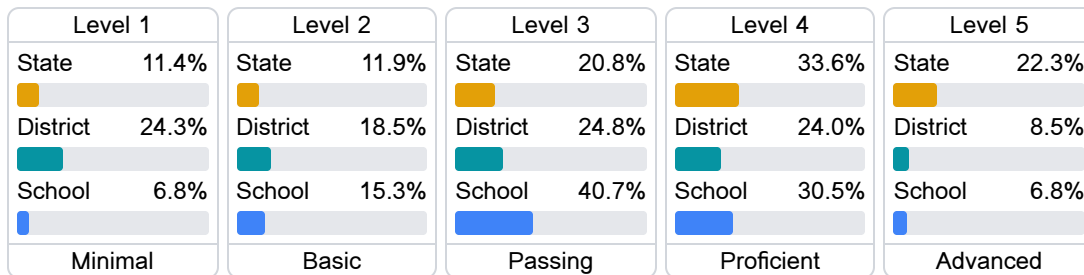 Level 1
State 11.4%
District 24.3%
School 6.8%
Minimal
Level 2
State 11.9%
District 18.5%
School 15.3%
Basic
Level 3
State 20.8%
District 24.8%
School 40.7%
Passing
Level 4
State 33.6%
District 24.0%
School 30.5%
Proficient
Level 5
State 22.3%
District 8.5%
School 6.8%
Advanced